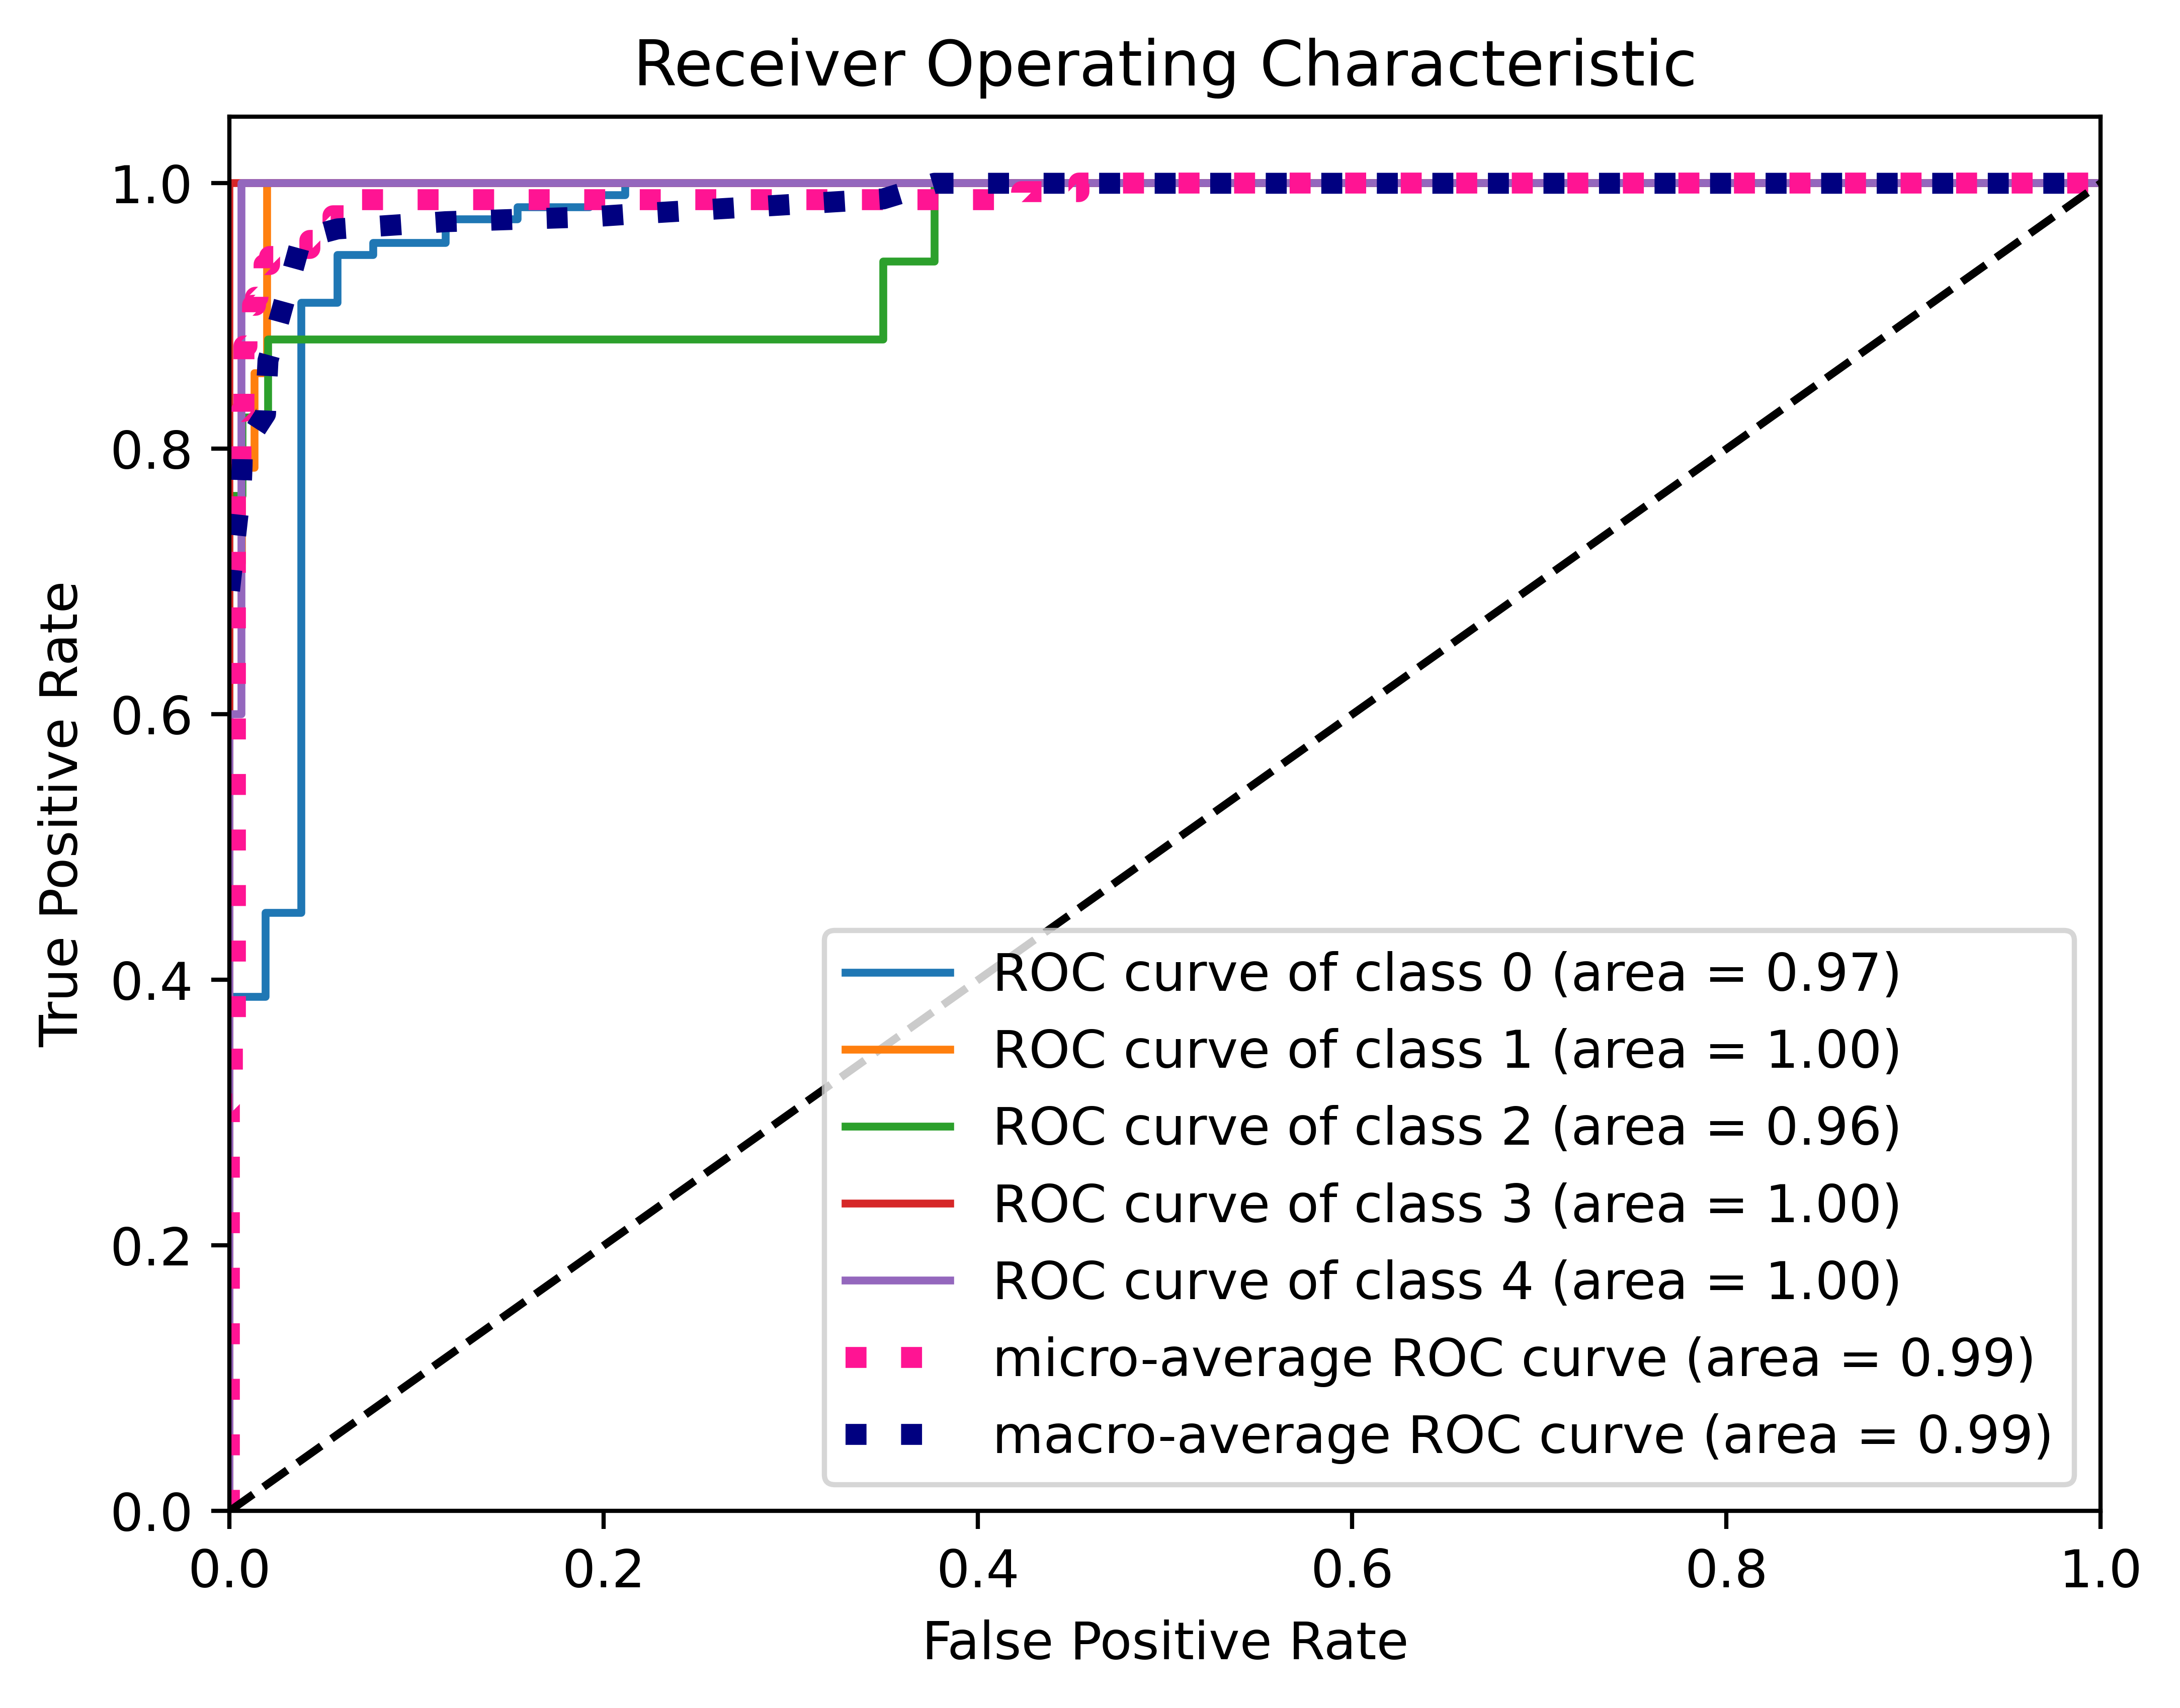 Receiver Operating Characteristic
1.0
0.8
0.6
0.4
0.2
0.0
True Positive Rate
ROC curve of class 0 (area = 0.97)
ROC curve of class 1 (area = 1.00)
ROC curve of class 2 (area = 0.96)
ROC curve of class 3 (area = 1.00)
ROC curve of class 4 (area = 1.00)
micro-average ROC curve (area = 0.99)
macro-average ROC curve (area = 0.99)
0.0 0.2 0.4 0.6 0.8 1.0
False Positive Rate